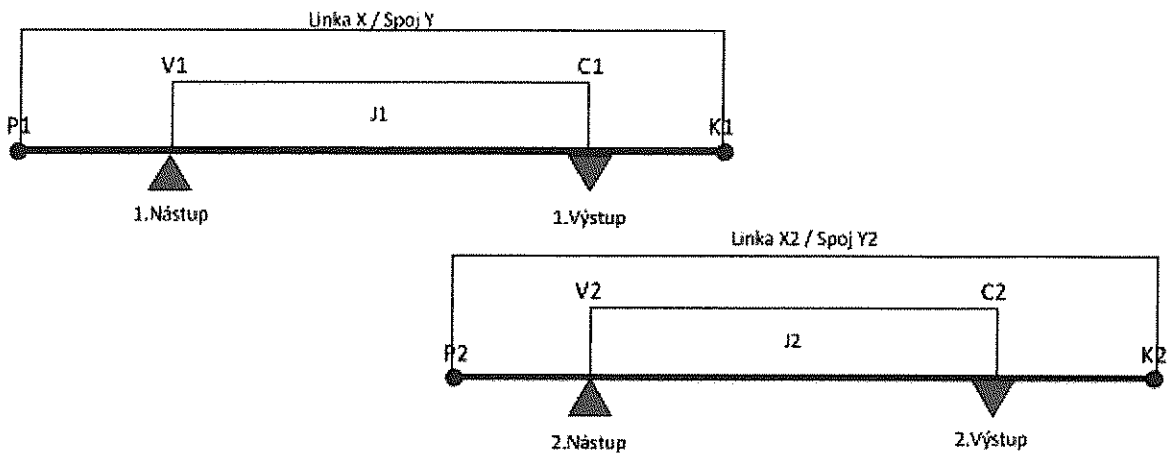 Linka X / Spoj Y
V1 C1
J1
P1 K1
1.Nástup 1.Výstup
Linka X2 / Spoj Y2
V2 C2
J2
P2 K2
2.Nástup 2.Výstup